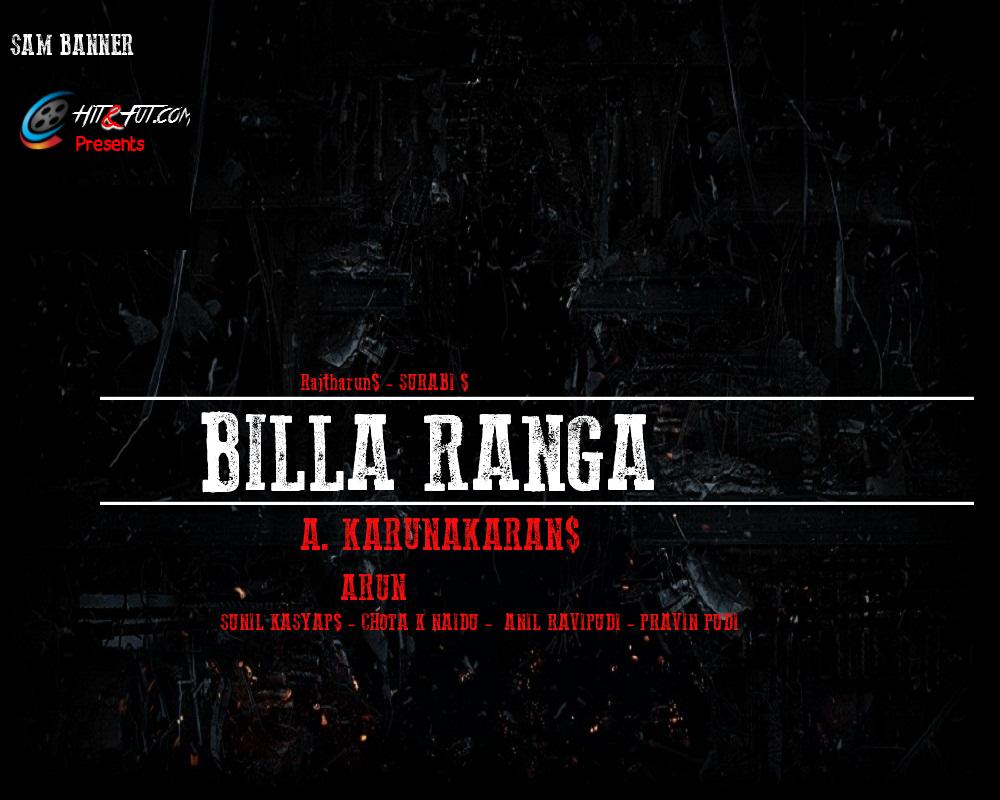 SAM BANNER
HIT&FUT.COM
Presents
Rajtharun$ - SURABI $
BILLA RANGA
A. KARUNAKARAN$
ARUN
SUNIL KASYAP$ - CHOTA K NAIDU - ANIL RAVIPUDI - PRAVIN PUDI